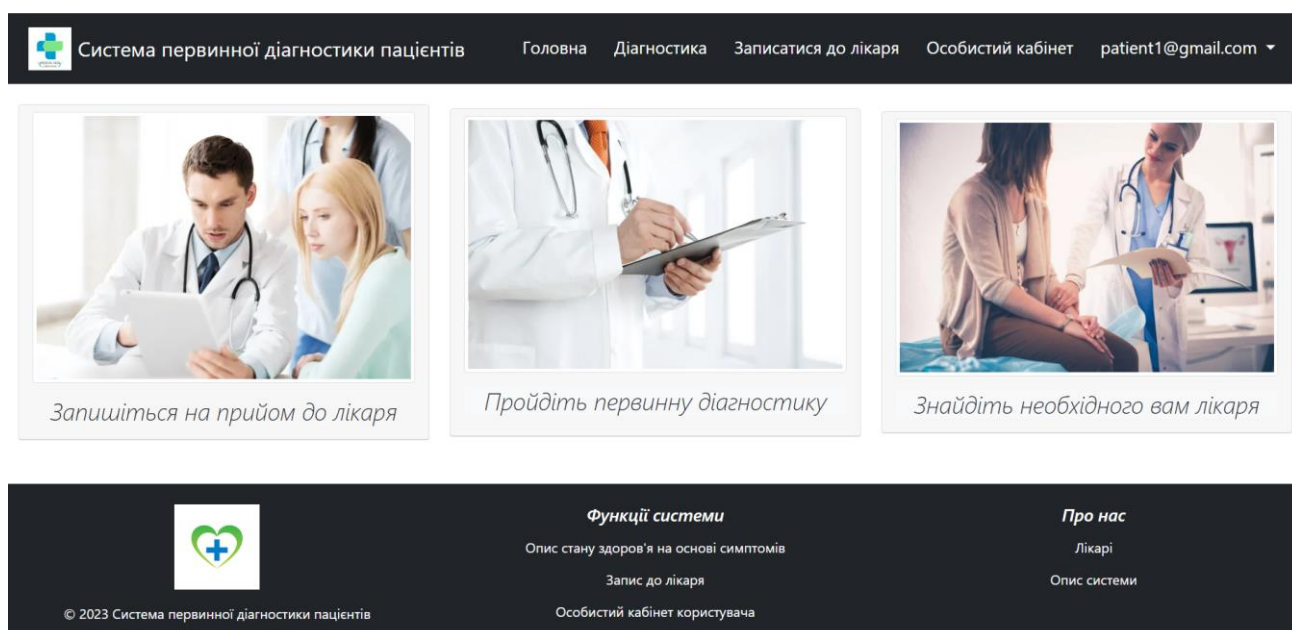 Система первинної діагностики пацієнтів
Головна
Діагностика
Записатися до лікаря
Особистий кабінет
patient1@gmail.com
Запишіться на прийом до лікаря
Пройдіть первинну діагностику
Знайдіть необхідного вам лікаря
© 2023 Система первинної діагностики пацієнтів
Функції системи
Опис стану здоров'я на основі симптомів
Запис до лікаря
Особистий кабінет користувача
Про нас
Лікарі
Опис системи